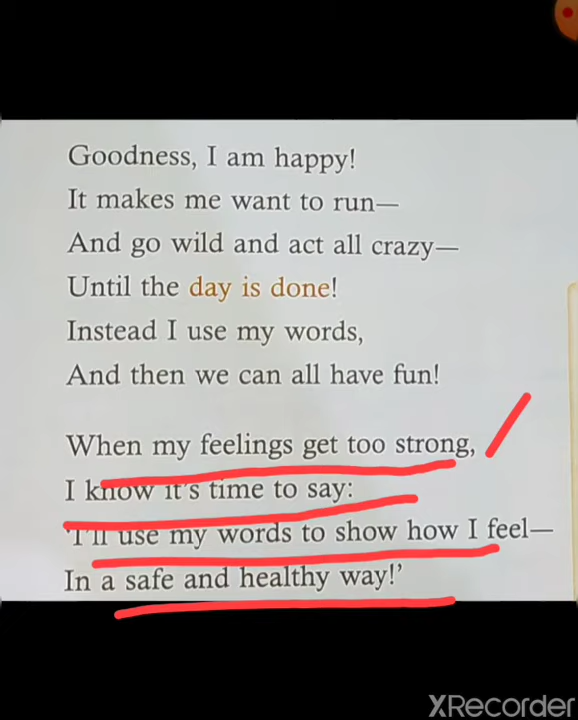 Goodness, I am happy!
It makes me want to run—
And go wild and act all crazy—
Until the day is done!
Instead I use my words,
And then we can all have fun!
When my feelings get too strong,
I know it's time to say:
'I'll use my words to show how I feel—
In a safe and healthy way!'
XRecorder